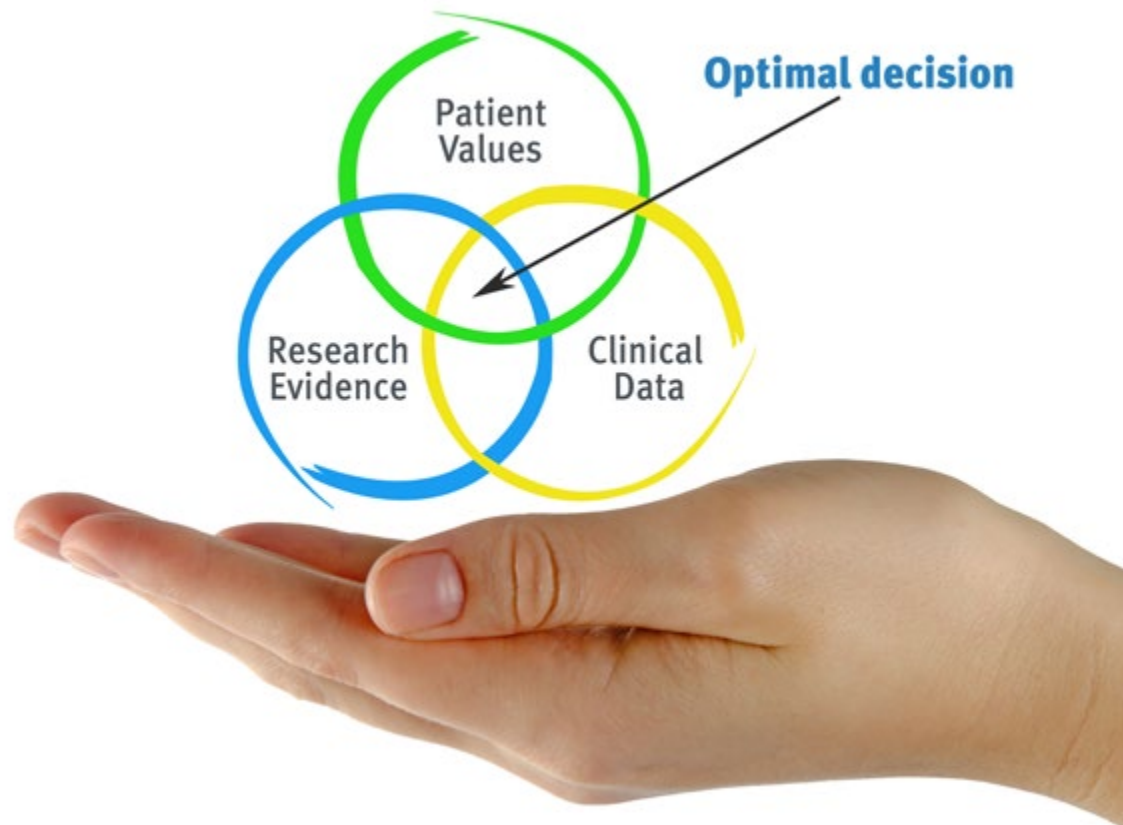 Optimal decision
Patient
Values
Research
Evidence
Clinical
Data